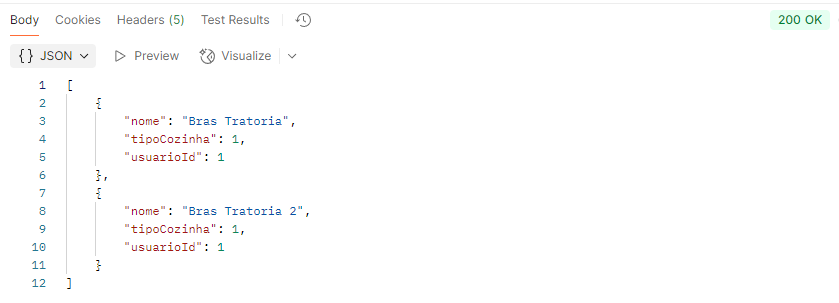 Body Cookies Headers (5) Test Results 200 OK
{} JSON Preview Visualize
1 [
2 {
3 "nome": "Bras Tratoria",
4 "tipoCozinha": 1,
5 "usuarioId": 1
6 },
7 {
8 "nome": "Bras Tratoria 2",
9 "tipoCozinha": 1,
10 "usuarioId": 1
11 }
12 ]